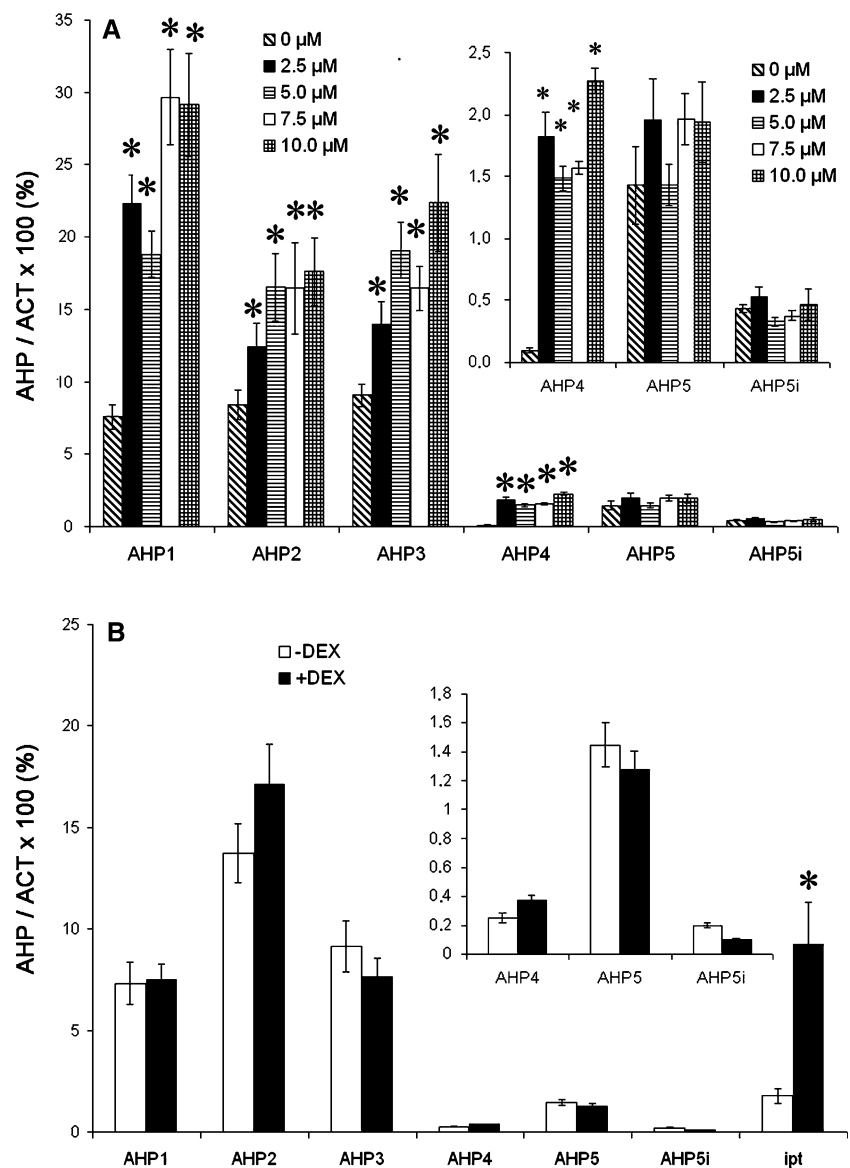 A
AHP / ACT x 100 (%)
35
30
25
20
15
10
5
0
0 µM
2.5 µM
5.0 µM
7.5 µM
10.0 µM
* * * * * * * * * * * * * * * *
AHP1 AHP2 AHP3 AHP4 AHP5 AHP5i
2.5
2.0
1.5
1.0
0.5
0.0
* * * *
0 µM
2.5 µM
5.0 µM
7.5 µM
10.0 µM
AHP4 AHP5 AHP5i
B
AHP / ACT x 100 (%)
25
20
15
10
5
0
-DEX
+DEX
1.8
1.6
1.4
1.2
1
0.8
0.6
0.4
0.2
0
AHP4 AHP5 AHP5i
*
AHP1 AHP2 AHP3 AHP4 AHP5 AHP5i ipt